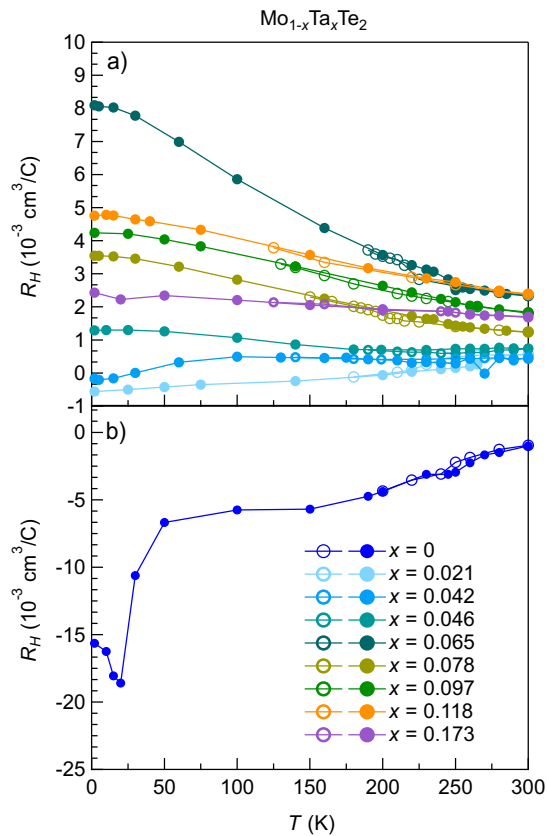 Mo1-xTaxTe2
a)
10
9
8
7
6
5
4
3
2
1
0
-1
RH (10-3 cm3/C)
b)
0
-5
-10
-15
-20
-25
RH (10-3 cm3/C)
x = 0
x = 0.021
x = 0.042
x = 0.046
x = 0.065
x = 0.078
x = 0.097
x = 0.118
x = 0.173
0 50 100 150 200 250 300
T (K)